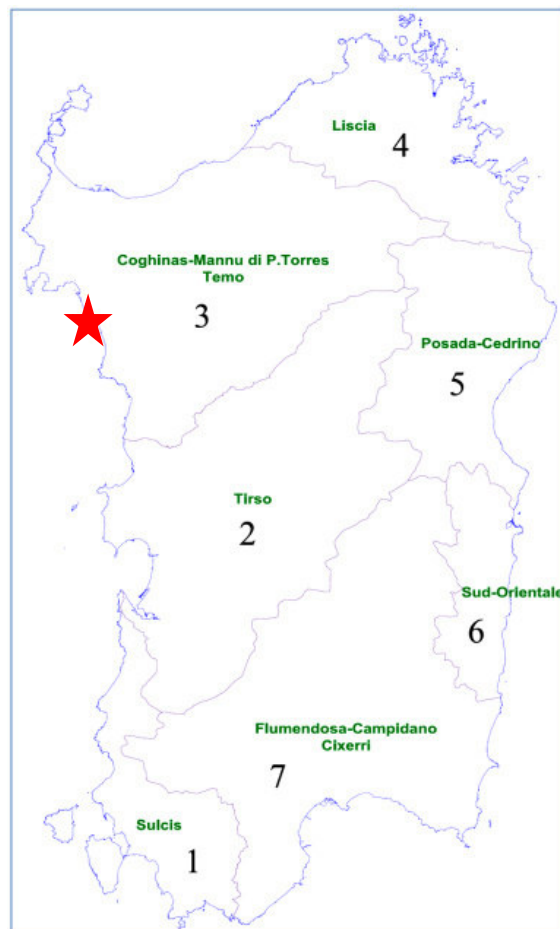 Liscia
4
Coghinas-Mannu di P.Torres
Temo
3
Posada-Cedrino
5
Tirso
2
Sud-Orientale
6
Flumendosa-Campidano
Cixerri
7
Sulcis
1